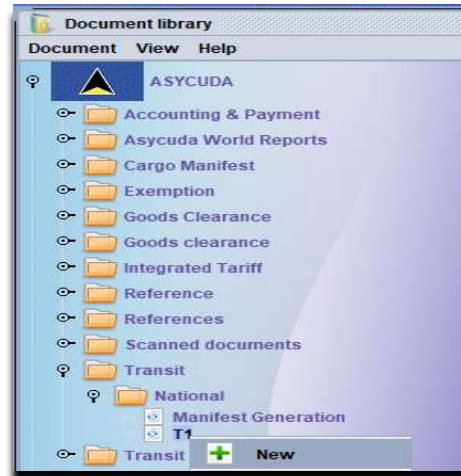 Document library
Document View Help
ASYCUDA
Accounting & Payment
Asycuda World Reports
Cargo Manifest
Exemption
Goods Clearance
Goods clearance
Integrated Tariff
Reference
References
Scanned documents
Transit
National
Manifest Generation
T1
New
Transit